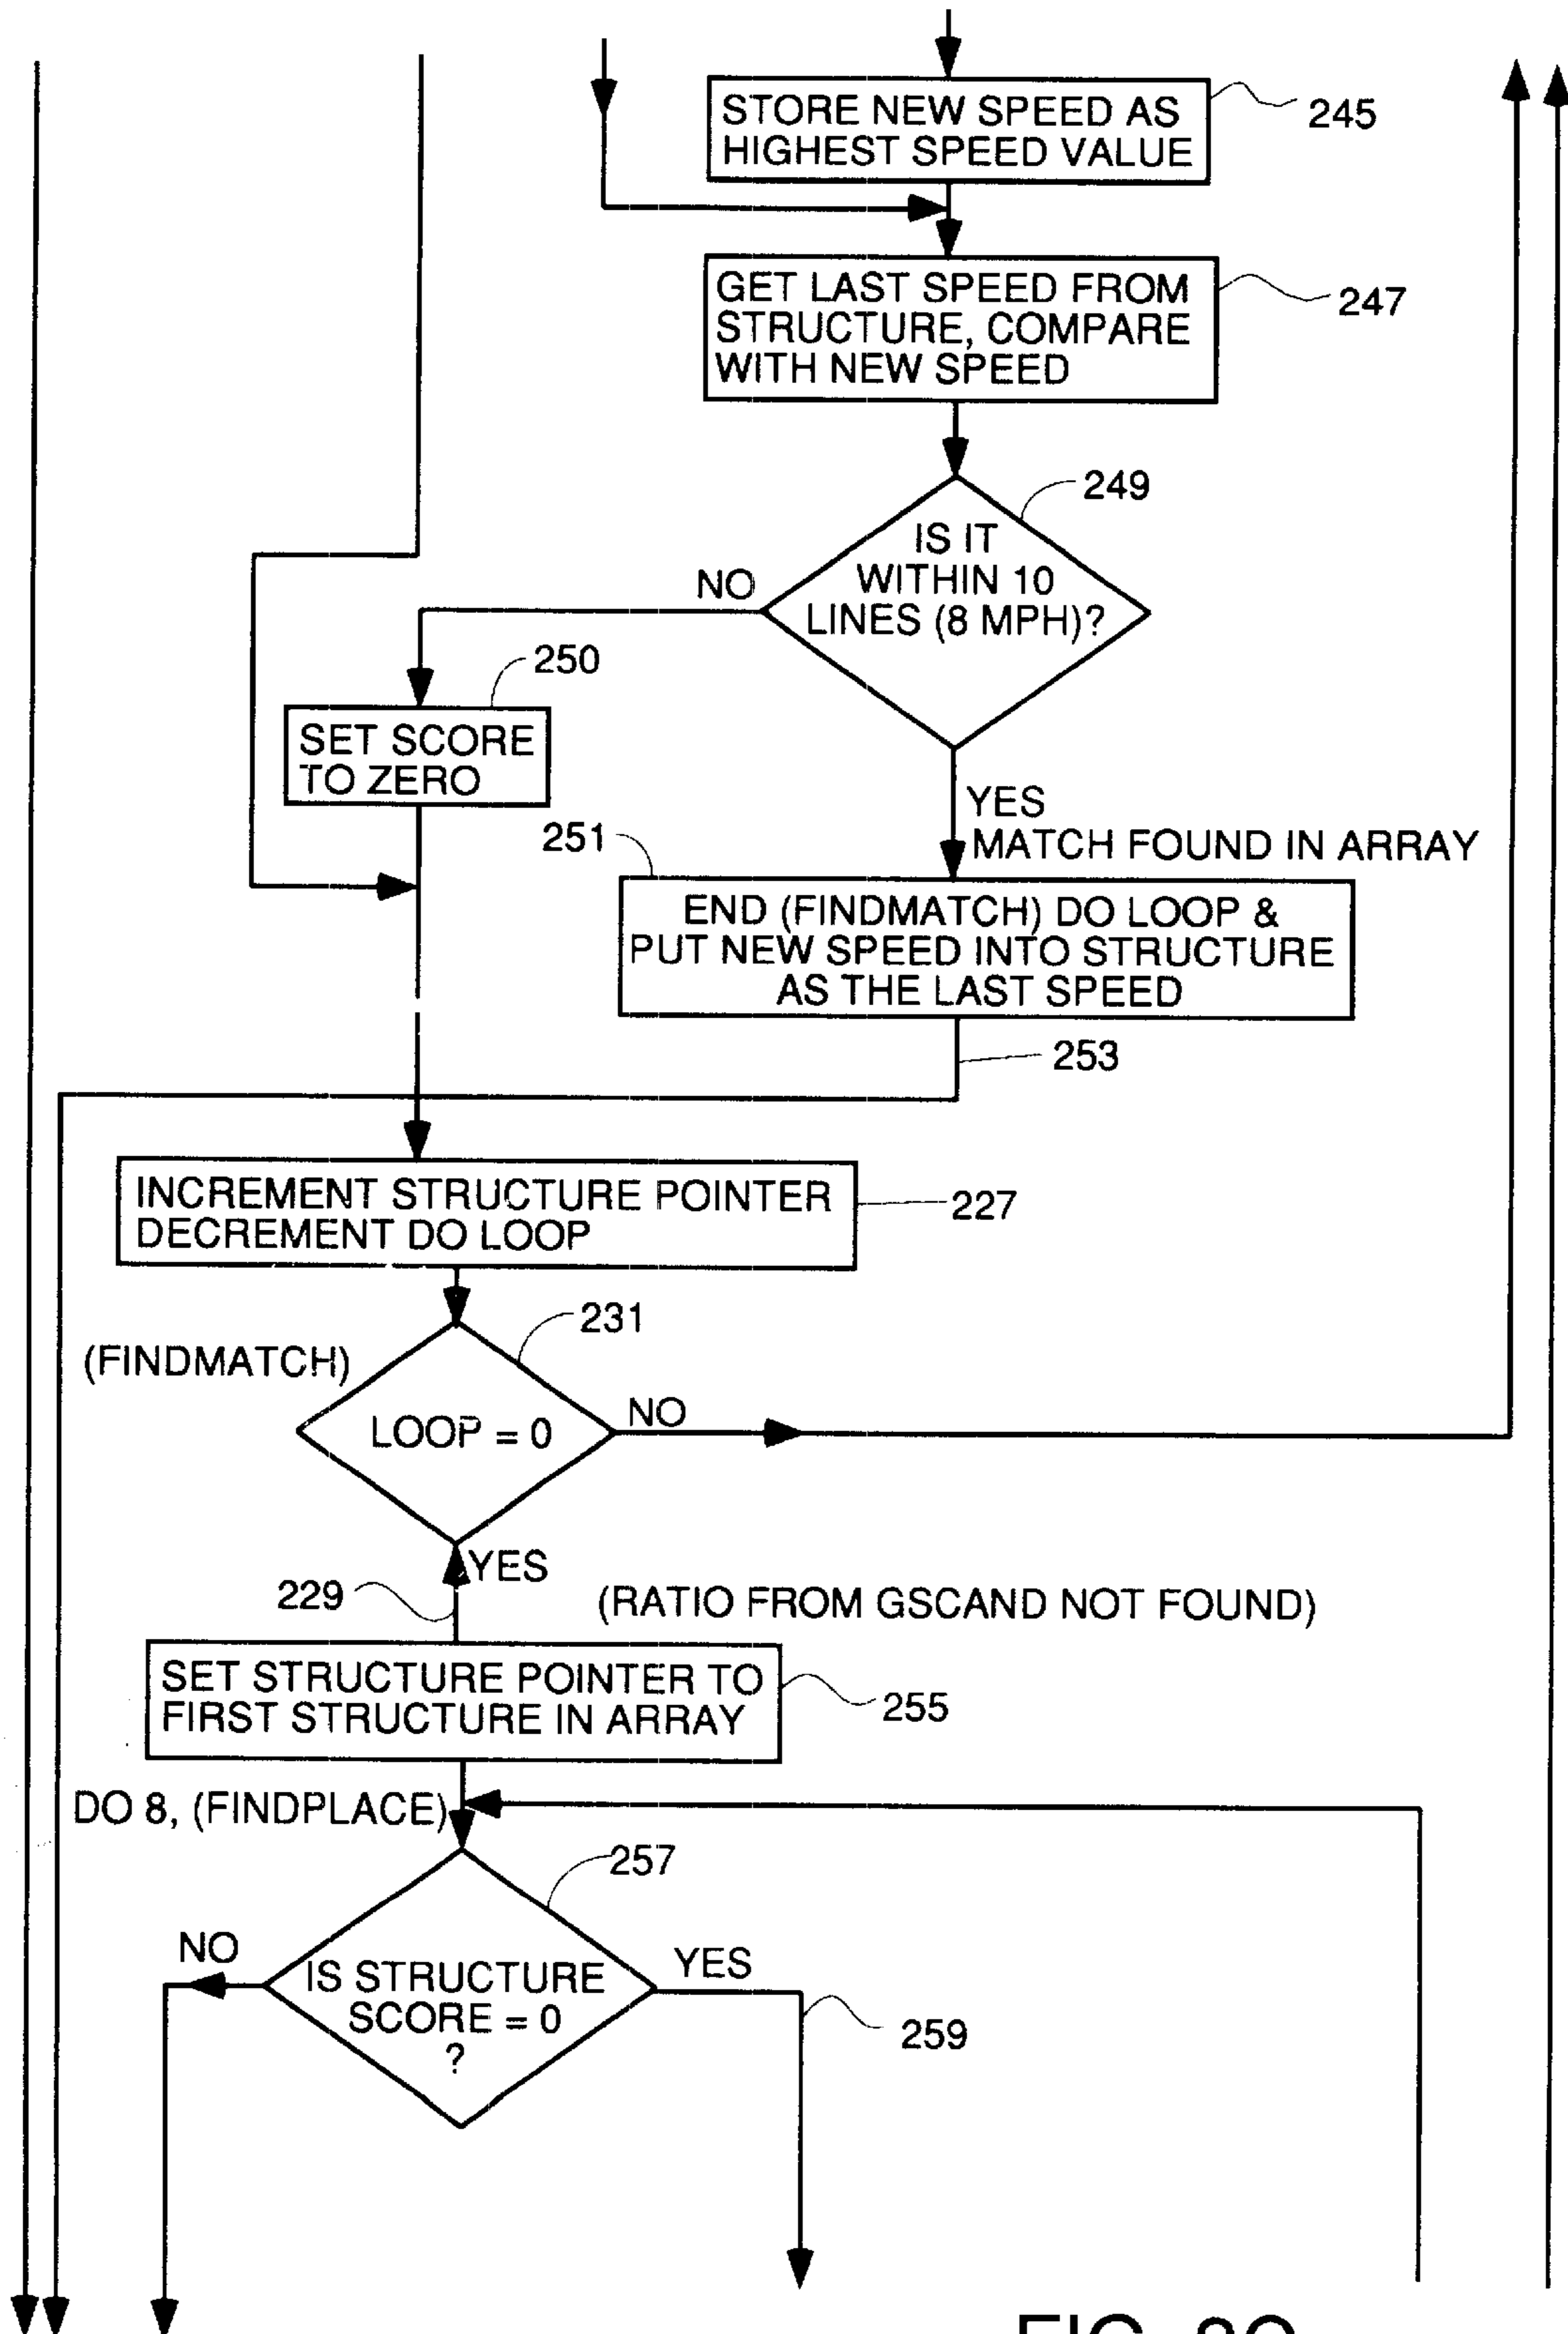 STORE NEW SPEED AS
HIGHEST SPEED VALUE
245
GET LAST SPEED FROM
STRUCTURE, COMPARE
WITH NEW SPEED
247
249
IS IT
WITHIN 10
LINES (8 MPH)?
NO
250
SET SCORE
TO ZERO
YES
MATCH FOUND IN ARRAY
251
END (FINDMATCH) DO LOOP &
PUT NEW SPEED INTO STRUCTURE
AS THE LAST SPEED
253
INCREMENT STRUCTURE POINTER
DECREMENT DO LOOP
227
231
(FINDMATCH)
LOOP = 0
NO
YES
229
(RATIO FROM GSCAND NOT FOUND)
SET STRUCTURE POINTER TO
FIRST STRUCTURE IN ARRAY
255
DO 8, (FINDPLACE)
257
NO
IS STRUCTURE
SCORE = 0
?
YES
259